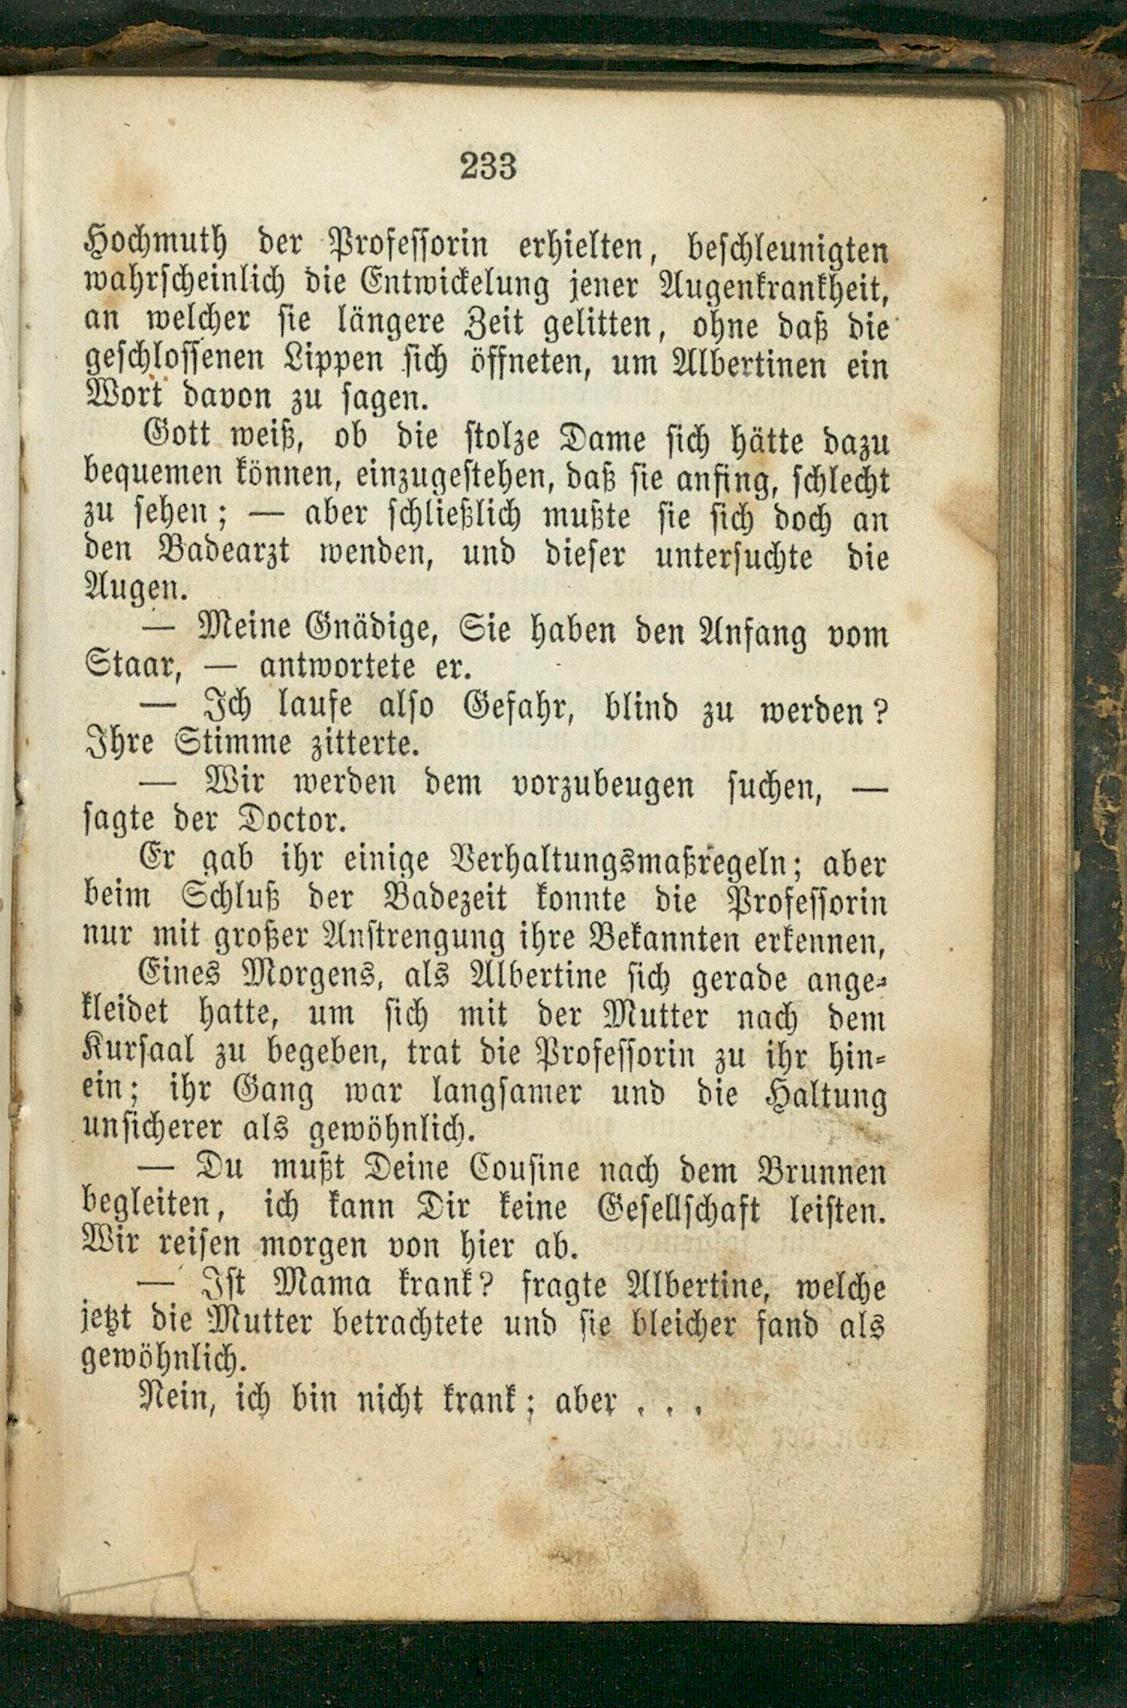 233
Hochmuth der Professorin erhielten, beschleunigten
wahrscheinlich die Entwickelung jener Augenkrankheit,
an welcher sie längere Zeit gelitten, ohne daß die
geschlossenen Lippen sich öffneten, um Albertinen ein
Wort davon zu sagen.
Gott weiß, ob die stolze Dame sich hätte dazu
bequemen können, einzugestehen, daß sie anfing, schlecht
zu sehen; — aber schließlich mußte sie sich doch an
den Badearzt wenden, und dieser untersuchte die
Augen.
— Meine Gnädige, Sie haben den Anfang vom
Staar, — antwortete er.
— Ich laufe also Gefahr, blind zu werden?
Ihre Stimme zitterte.
— Wir werden dem vorzubeugen suchen, —
sagte der Doctor.
Er gab ihr einige Verhaltungsmaßregeln; aber
beim Schluß der Badezeit konnte die Professorin
nur mit großer Anstrengung ihre Bekannten erkennen,
Eines Morgens, als Albertine sich gerade ange-
kleidet hatte, um sich mit der Mutter nach dem
Kursaal zu begeben, trat die Professorin zu ihr hin-
ein; ihr Gang war langsamer und die Haltung
unsicherer als gewöhnlich.
— Du mußt Deine Cousine nach dem Brunnen
begleiten, ich kann Dir keine Gesellschaft leisten.
Wir reisen morgen von hier ab.
— Ist Mama krank? fragte Albertine, welche
jetzt die Mutter betrachtete und sie bleicher fand als
gewöhnlich.
Nein, ich bin nicht krank; aber . . .